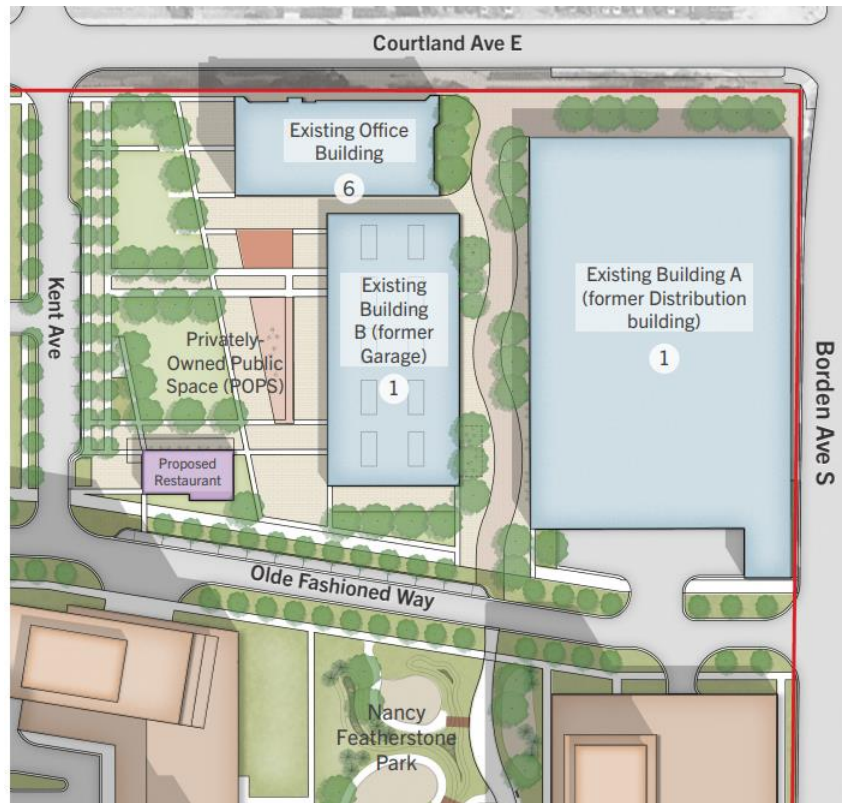 Courtland Ave E
Existing Office
Building
6
Kent Ave
Existing
Building
B (former
Garage)
1
Existing Building A
(former Distribution
building)
1
Privately-
Owned Public
Space (POPS)
Borden Ave S
Proposed
Restaurant
Olde Fashioned Way
Nancy
Featherstone
Park